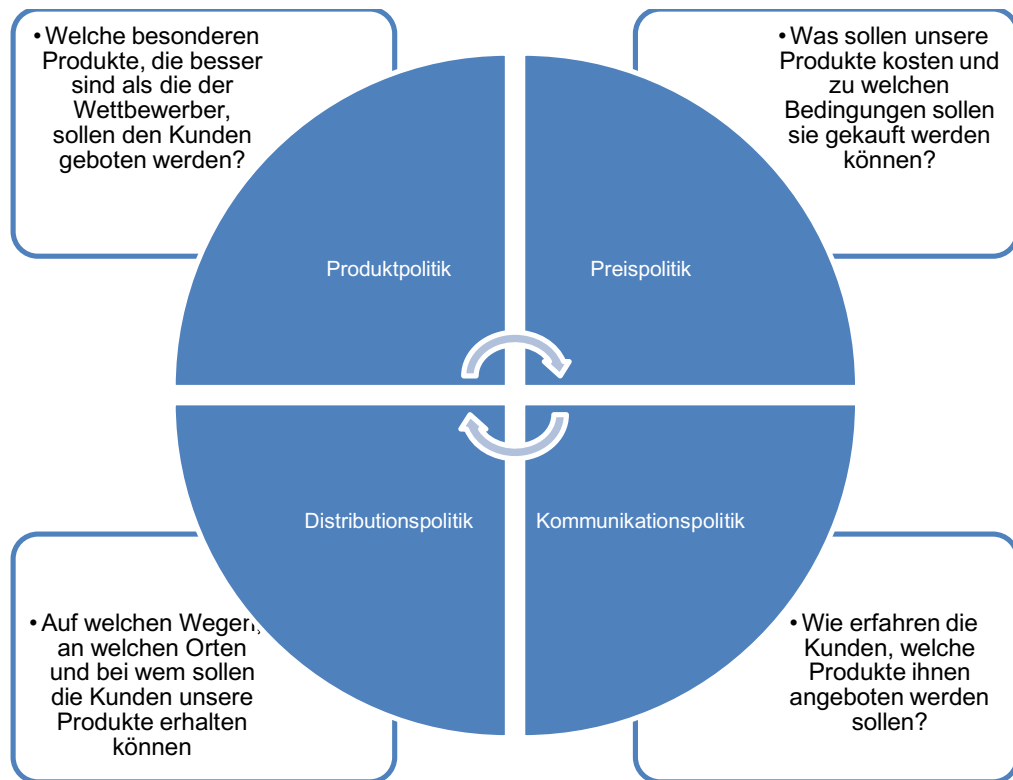 • Welche besonderen
Produkte, die besser
sind als die der
Wettbewerber,
sollen den Kunden
geboten werden?
• Was sollen unsere
Produkte kosten und
zu welchen
Bedingungen sollen
sie gekauft werden
können?
Produktpolitik
Preispolitik
Distributionspolitik
Kommunikationspolitik
• Auf welchen Wegen,
an welchen Orten
und bei wem sollen
die Kunden unsere
Produkte erhalten
können
• Wie erfahren die
Kunden, welche
Produkte ihnen
angeboten werden
sollen?